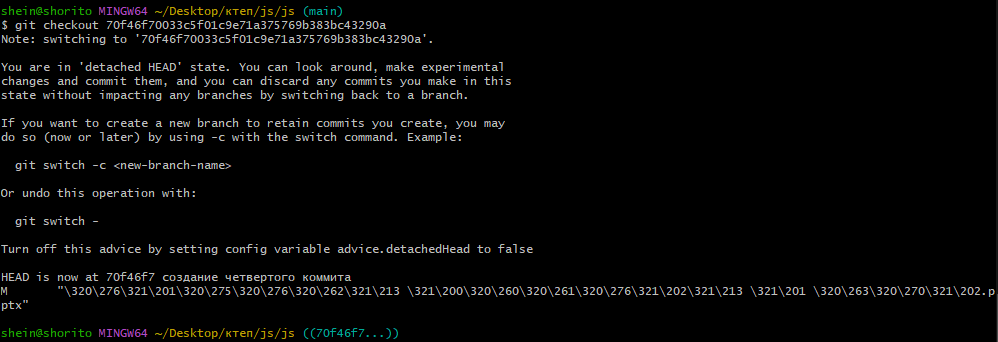 shein@shorito MINGW64 ~/Desktop/ктеп/js/js (main)
$ git checkout 70f46f70033c5f01c9e71a375769b383bc43290a
Note: switching to '70f46f70033c5f01c9e71a375769b383bc43290a'.
You are in 'detached HEAD' state. You can look around, make experimental
changes and commit them, and you can discard any commits you make in this
state without impacting any branches by switching back to a branch.
If you want to create a new branch to retain commits you create, you may
do so (now or later) by using -c with the switch command. Example:
git switch -c <new-branch-name>
Or undo this operation with:
git switch -
Turn off this advice by setting config variable advice.detachedHead to false
HEAD is now at 70f46f7 создание четвертого коммита
M "\320\276\321\201\320\275\320\276\320\262\321\213 \321\200\320\260\320\261\320\276\321\202\321\213 \321\201 \320\263\320\270\321\202.p
ptx"
shein@shorito MINGW64 ~/Desktop/ктеп/js/js ((70f46f7...))